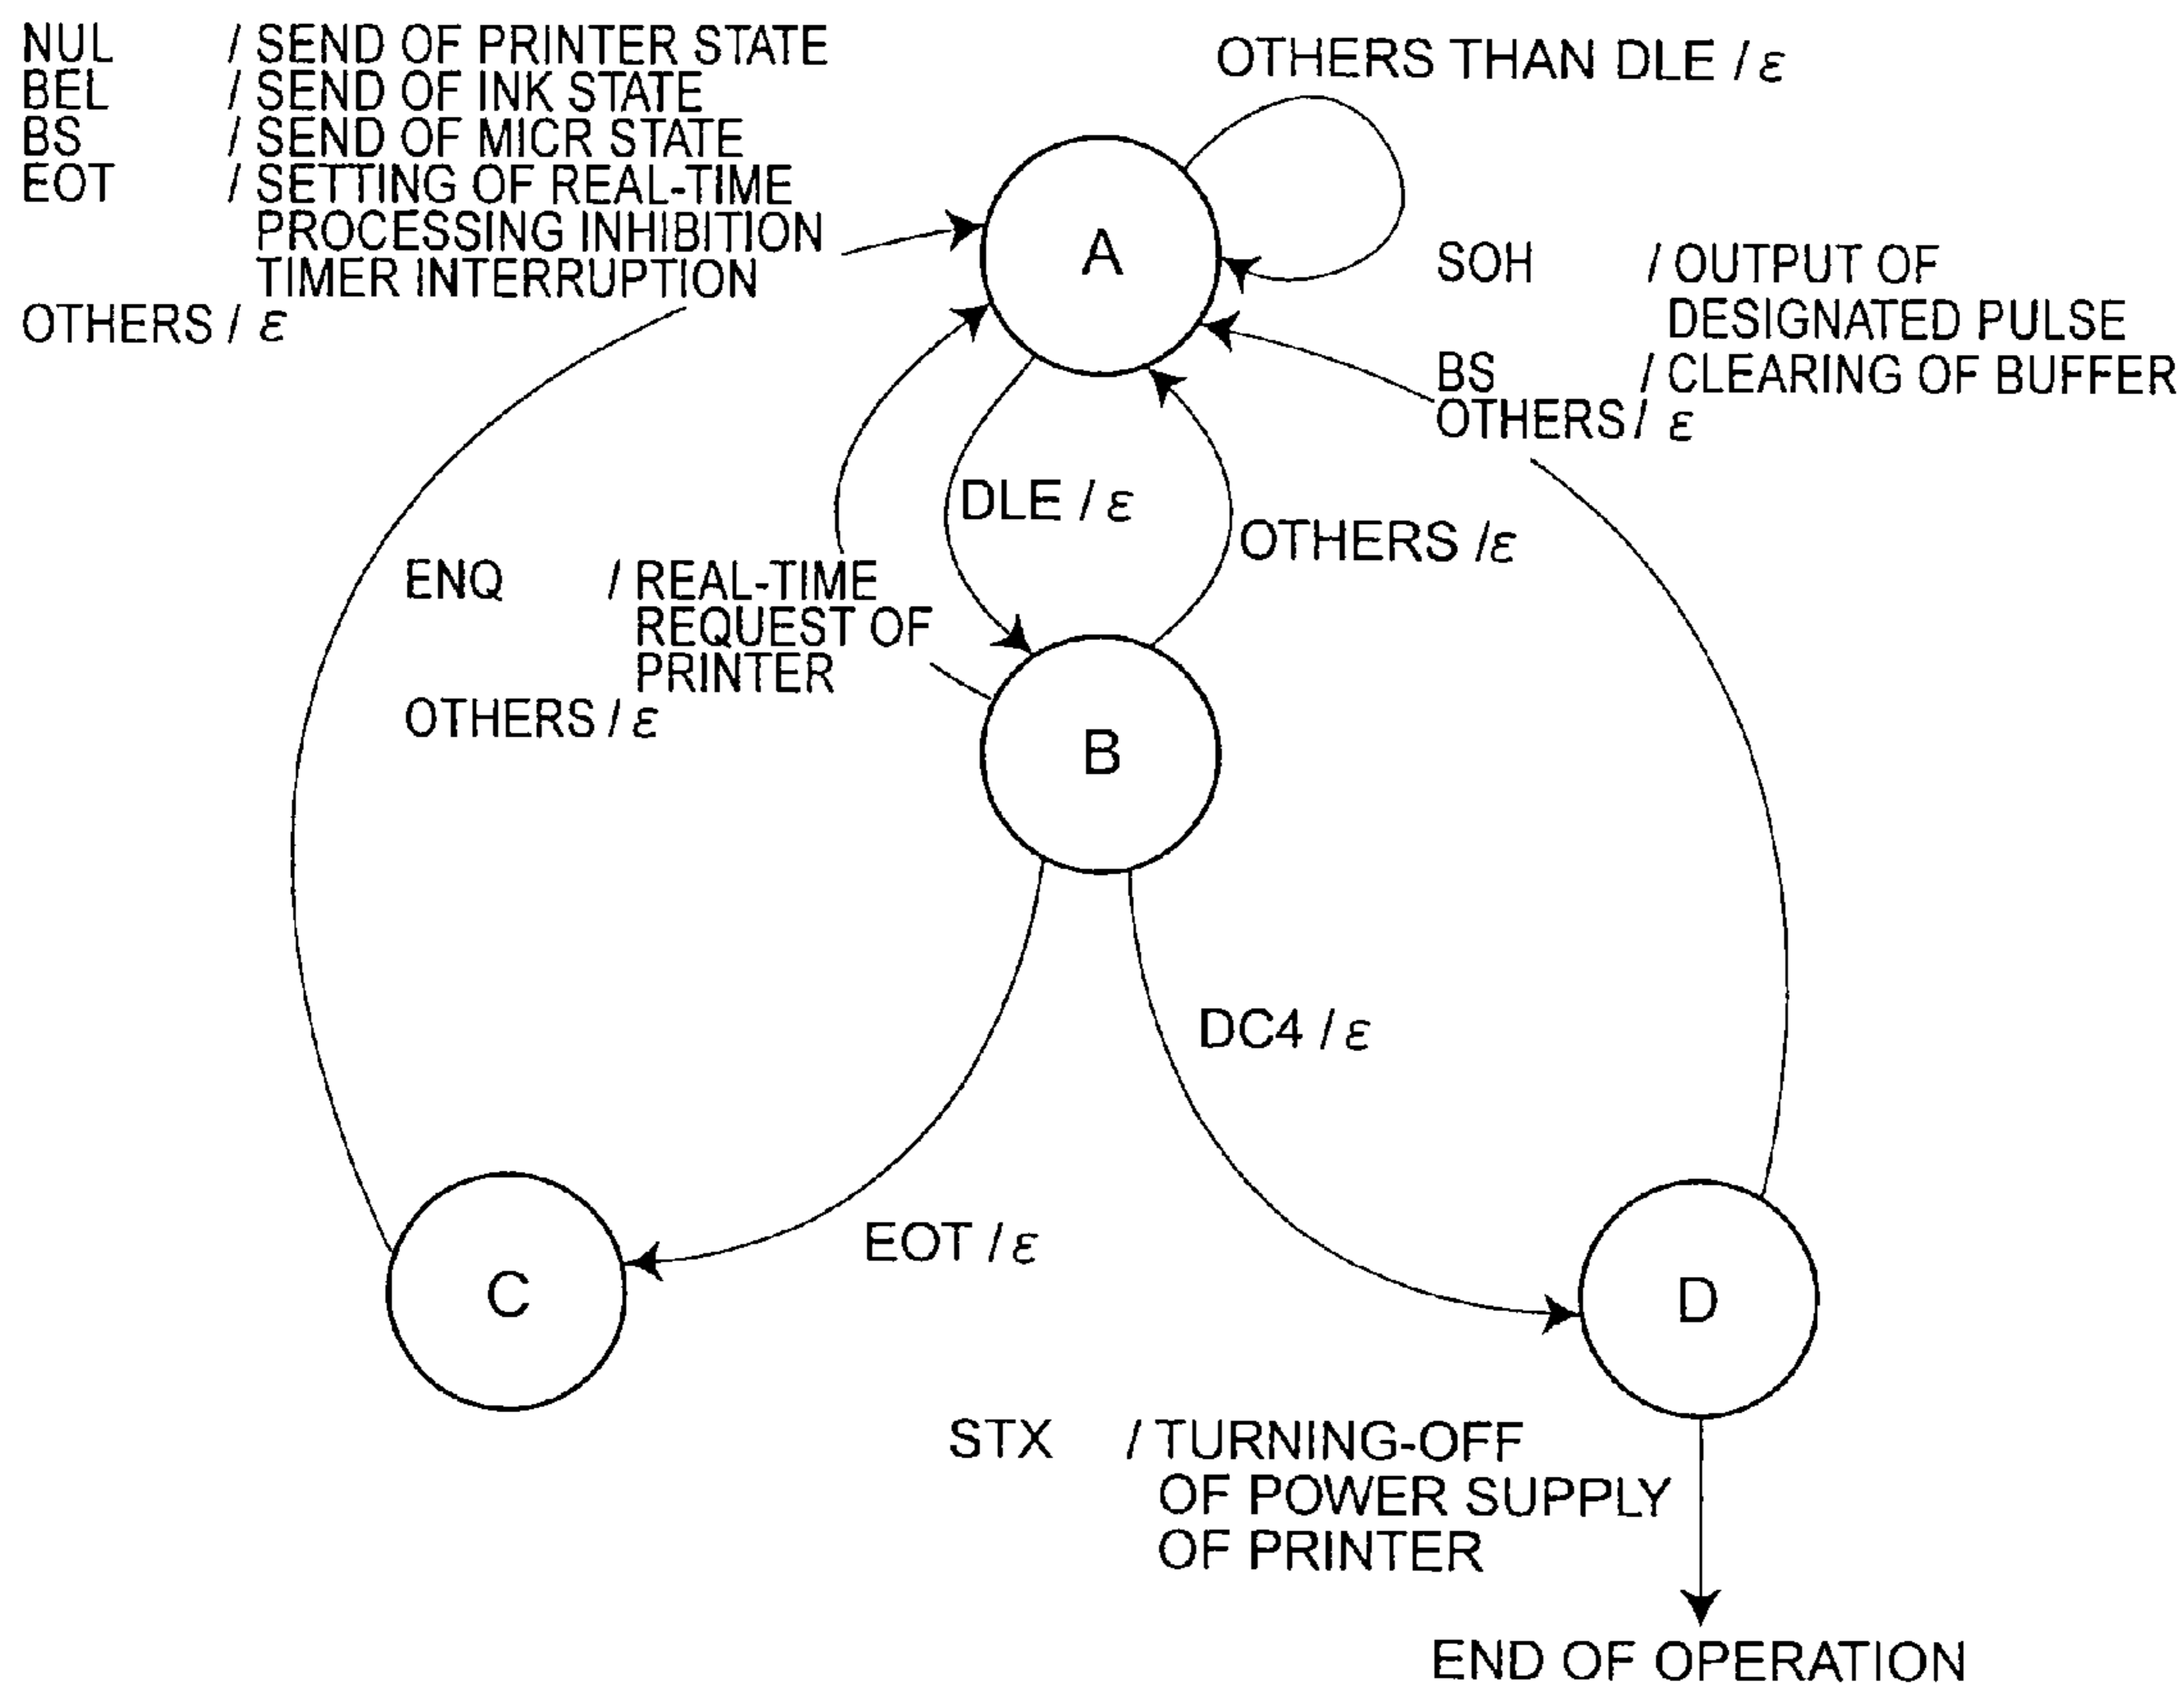 NUL / SEND OF PRINTER STATE
BEL / SEND OF INK STATE
BS / SEND OF MICR STATE
EOT / SETTING OF REAL-TIME
PROCESSING INHIBITION
TIMER INTERRUPTION
OTHERS / ε
OTHERS THAN DLE / ε
A
SOH / OUTPUT OF
DESIGNATED PULSE
BS / CLEARING OF BUFFER
OTHERS / ε
DLE / ε
OTHERS /ε
ENQ / REAL-TIME
REQUEST OF
PRINTER
OTHERS / ε
B
DC4 / ε
EOT / ε
C
D
STX / TURNING-OFF
OF POWER SUPPLY
OF PRINTER
END OF OPERATION